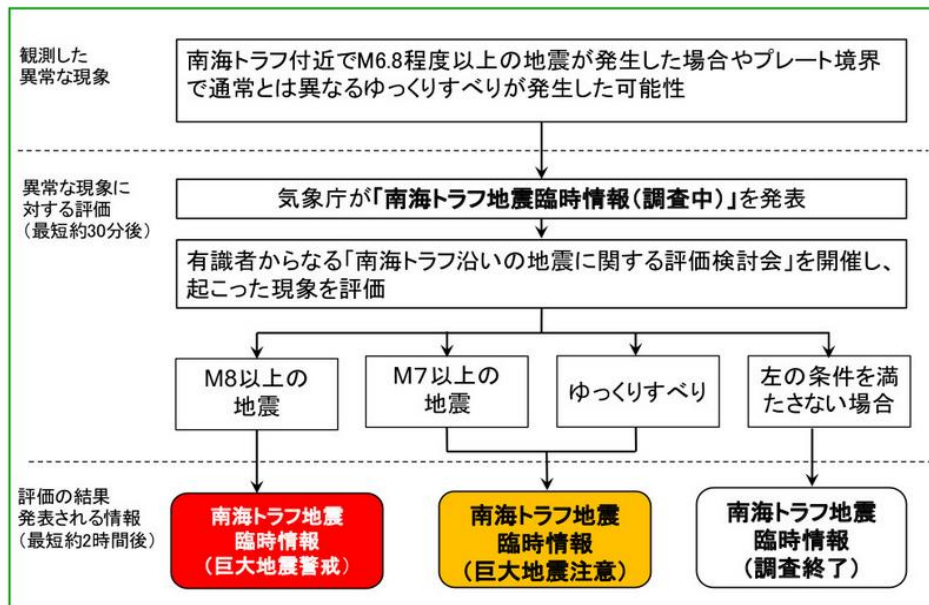 観測した
異常な現象
南海トラフ付近でM6.8程度以上の地震が発生した場合やプレート境界
で通常とは異なるゆっくりすべりが発生した可能性
異常な現象に
対する評価
(最短約30分後)
気象庁が「南海トラフ地震臨時情報(調査中)」を発表
有識者からなる「南海トラフ沿いの地震に関する評価検討会」を開催し、
起こった現象を評価
M8以上の
地震
M7以上の
地震
ゆっくりすべり
左の条件を満
たさない場合
評価の結果
発表される情報
(最短約2時間後)
南海トラフ地震
臨時情報
(巨大地震警戒)
南海トラフ地震
臨時情報
(巨大地震注意)
南海トラフ地震
臨時情報
(調査終了)